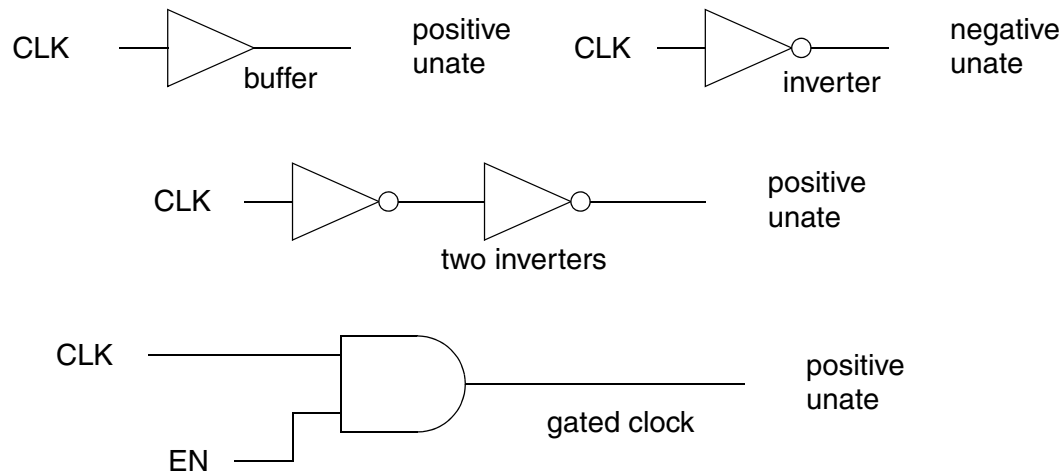 CLK
buffer
positive
unate
CLK
inverter
negative
unate
CLK
two inverters
positive
unate
CLK
EN
gated clock
positive
unate